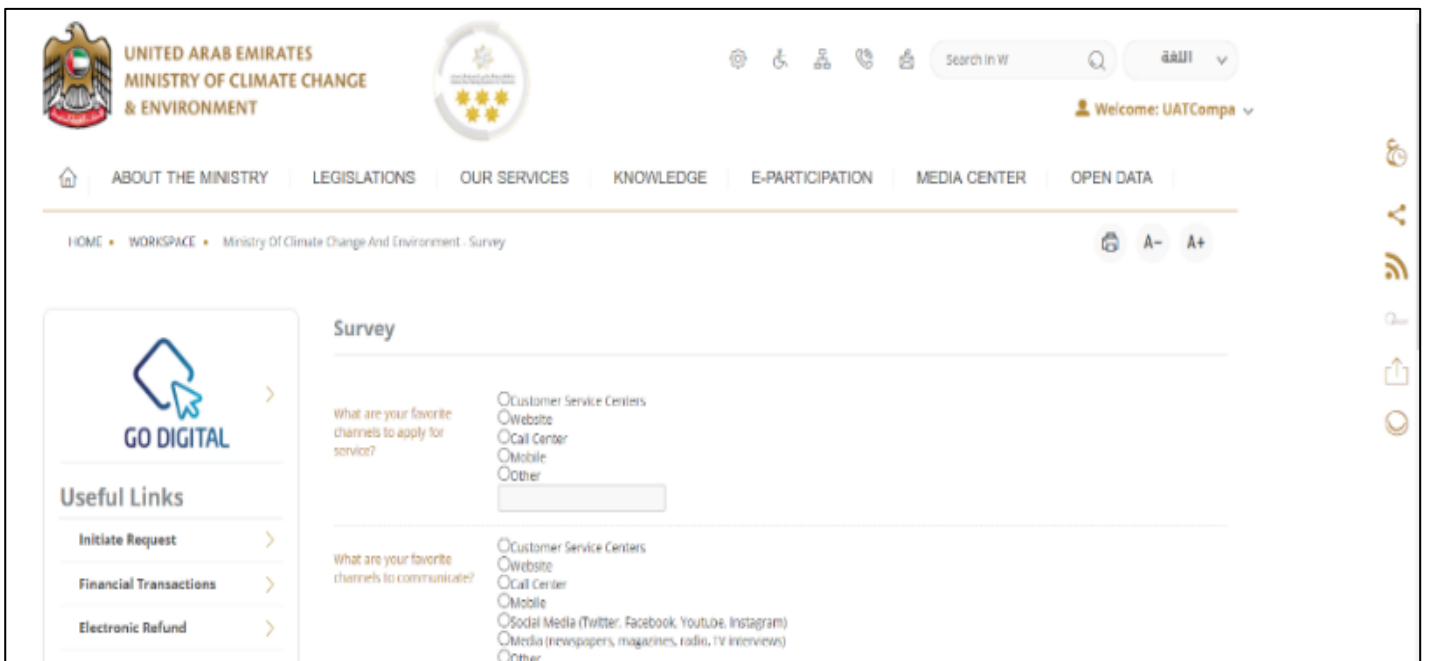 UNITED ARAB EMIRATES
MINISTRY OF CLIMATE CHANGE
& ENVIRONMENT
Search In W
اللغة
Welcome: UATCompa
ABOUT THE MINISTRY
LEGISLATIONS
OUR SERVICES
KNOWLEDGE
E-PARTICIPATION
MEDIA CENTER
OPEN DATA
HOME • WORKSPACE • Ministry Of Climate Change And Environment - Survey
A-
A+
GO DIGITAL
Useful Links
Initiate Request
Financial Transactions
Electronic Refund
Survey
What are your favorite
channels to apply for
service?
Customer Service Centers
Website
Call Center
Mobile
Other
What are your favorite
channels to communicate?
Customer Service Centers
Website
Call Center
Mobile
Social Media (Twitter, Facebook, Youtube, Instagram)
Media (newspapers, magazines, radio, TV interviews)
Other